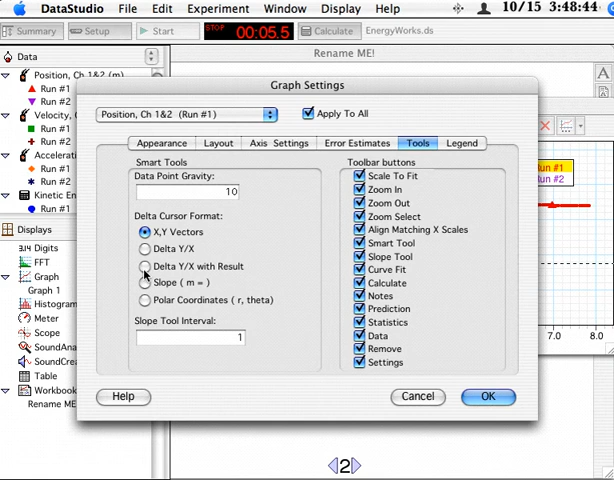 DataStudio File Edit Experiment Window Display Help 10/15 3:48:44
Summary Setup Start STOP 00:05.5 Calculate EnergyWorks.ds
Data
Position, Ch 1&2 (m)
Run #1
Run #2
Velocity, C
Run #1
Run #2
Acceleratio
Run #1
Run #2
Kinetic En
Run #1
Displays
3.14 Digits
FFT
Graph
Graph 1
Histogram
Meter
Scope
SoundAna
SoundCrea
Table
Workbook
Rename ME
Rename ME!
Graph Settings
Position, Ch 1&2 (Run #1)
Apply To All
Appearance Layout Axis Settings Error Estimates Tools Legend
Smart Tools
Data Point Gravity:
10
Delta Cursor Format:
X,Y Vectors
Delta Y/X
Delta Y/X with Result
Slope ( m = )
Polar Coordinates ( r, theta)
Slope Tool Interval:
1
Toolbar buttons
Scale To Fit
Zoom In
Zoom Out
Zoom Select
Align Matching X Scales
Smart Tool
Slope Tool
Curve Fit
Calculate
Notes
Prediction
Statistics
Data
Remove
Settings
Help Cancel OK
A
Run #1
Run #2
7.0 8.0
2